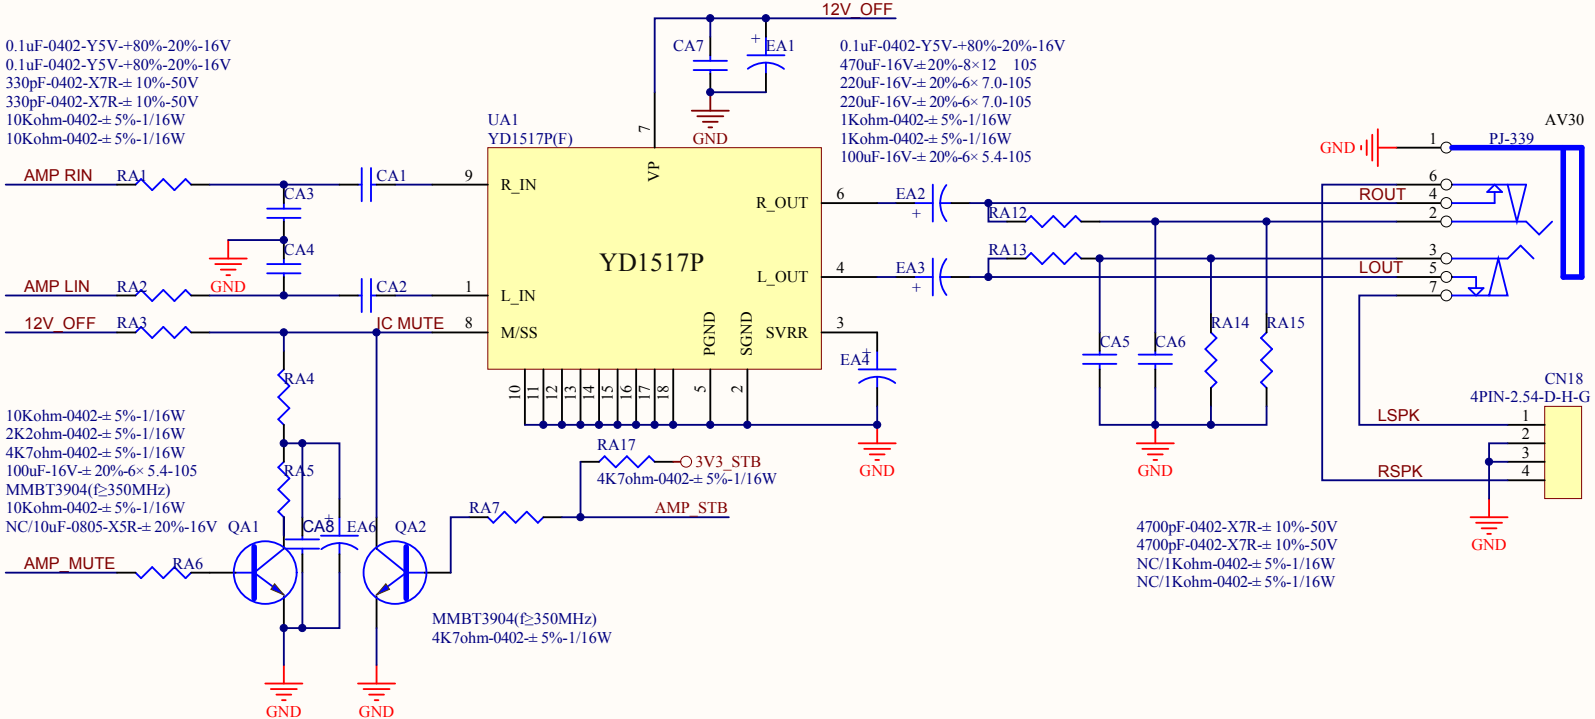 12V_OFF
0.1uF-0402-Y5V-+80%-20%-16V
0.1uF-0402-Y5V-+80%-20%-16V
330pF-0402-X7R-± 10%-50V
330pF-0402-X7R-± 10%-50V
10Kohm-0402-± 5%-1/16W
10Kohm-0402-± 5%-1/16W
CA7
+
EA1
GND
7
0.1uF-0402-Y5V-+80%-20%-16V
470uF-16V-± 20%-8×12 105
220uF-16V-± 20%-6× 7.0-105
220uF-16V-± 20%-6× 7.0-105
1Kohm-0402-± 5%-1/16W
1Kohm-0402-± 5%-1/16W
100uF-16V-± 20%-6× 5.4-105
UA1
YD1517P(F)
AV30
PJ-339
GND
1
AMP RIN
RA1
CA3
CA1
9
R_IN
VP
R_OUT
6
EA2
+
RA12
ROUT
6
4
2
GND
CA4
YD1517P
AMP LIN
RA2
CA2
1
L_IN
L_OUT
4
EA3
+
RA13
LOUT
3
5
7
12V_OFF
RA3
IC MUTE
8
M/SS
PGND
SGND
SVRR
3
EA4
+
GND
CA5
CA6
RA14
RA15
GND
10
11
12
13
14
15
16
17
18
5
2
RA4
10Kohm-0402-± 5%-1/16W
2K2ohm-0402-± 5%-1/16W
4K7ohm-0402-± 5%-1/16W
100uF-16V-± 20%-6× 5.4-105
MMBT3904(f≥350MHz)
10Kohm-0402-± 5%-1/16W
NC/10uF-0805-X5R-± 20%-16V
RA5
QA1
CA8
+
EA6
QA2
AMP_MUTE
RA6
GND
GND
RA17
3V3_STB
4K7ohm-0402-± 5%-1/16W
RA7
AMP_STB
MMBT3904(f≥350MHz)
4K7ohm-0402-± 5%-1/16W
CN18
4PIN-2.54-D-H-G
LSPK
1
2
3
RSPK
4
GND
4700pF-0402-X7R-± 10%-50V
4700pF-0402-X7R-± 10%-50V
NC/1Kohm-0402-± 5%-1/16W
NC/1Kohm-0402-± 5%-1/16W